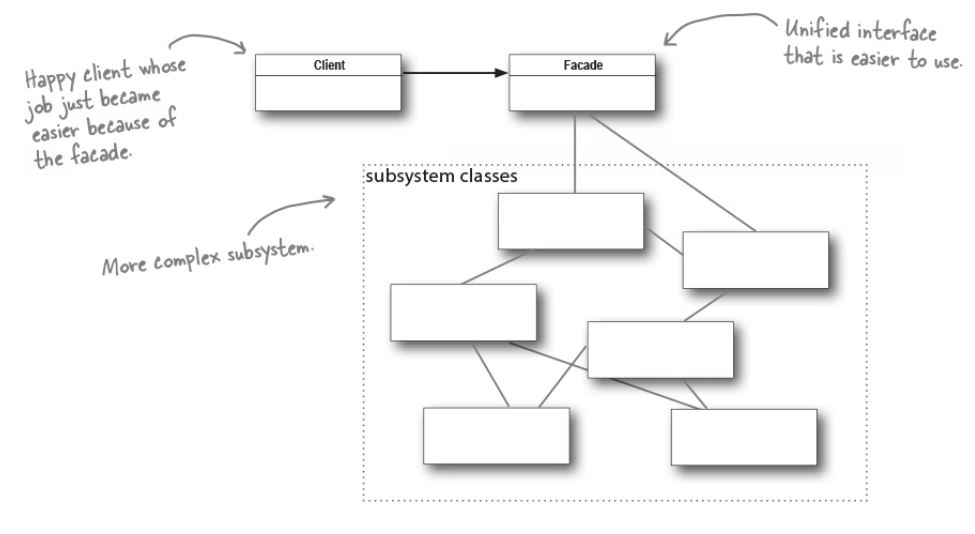 Happy client whose
job just became
easier because of
the facade.
Client
Facade
Unified interface
that is easier to use.
subsystem classes
More complex subsystem.